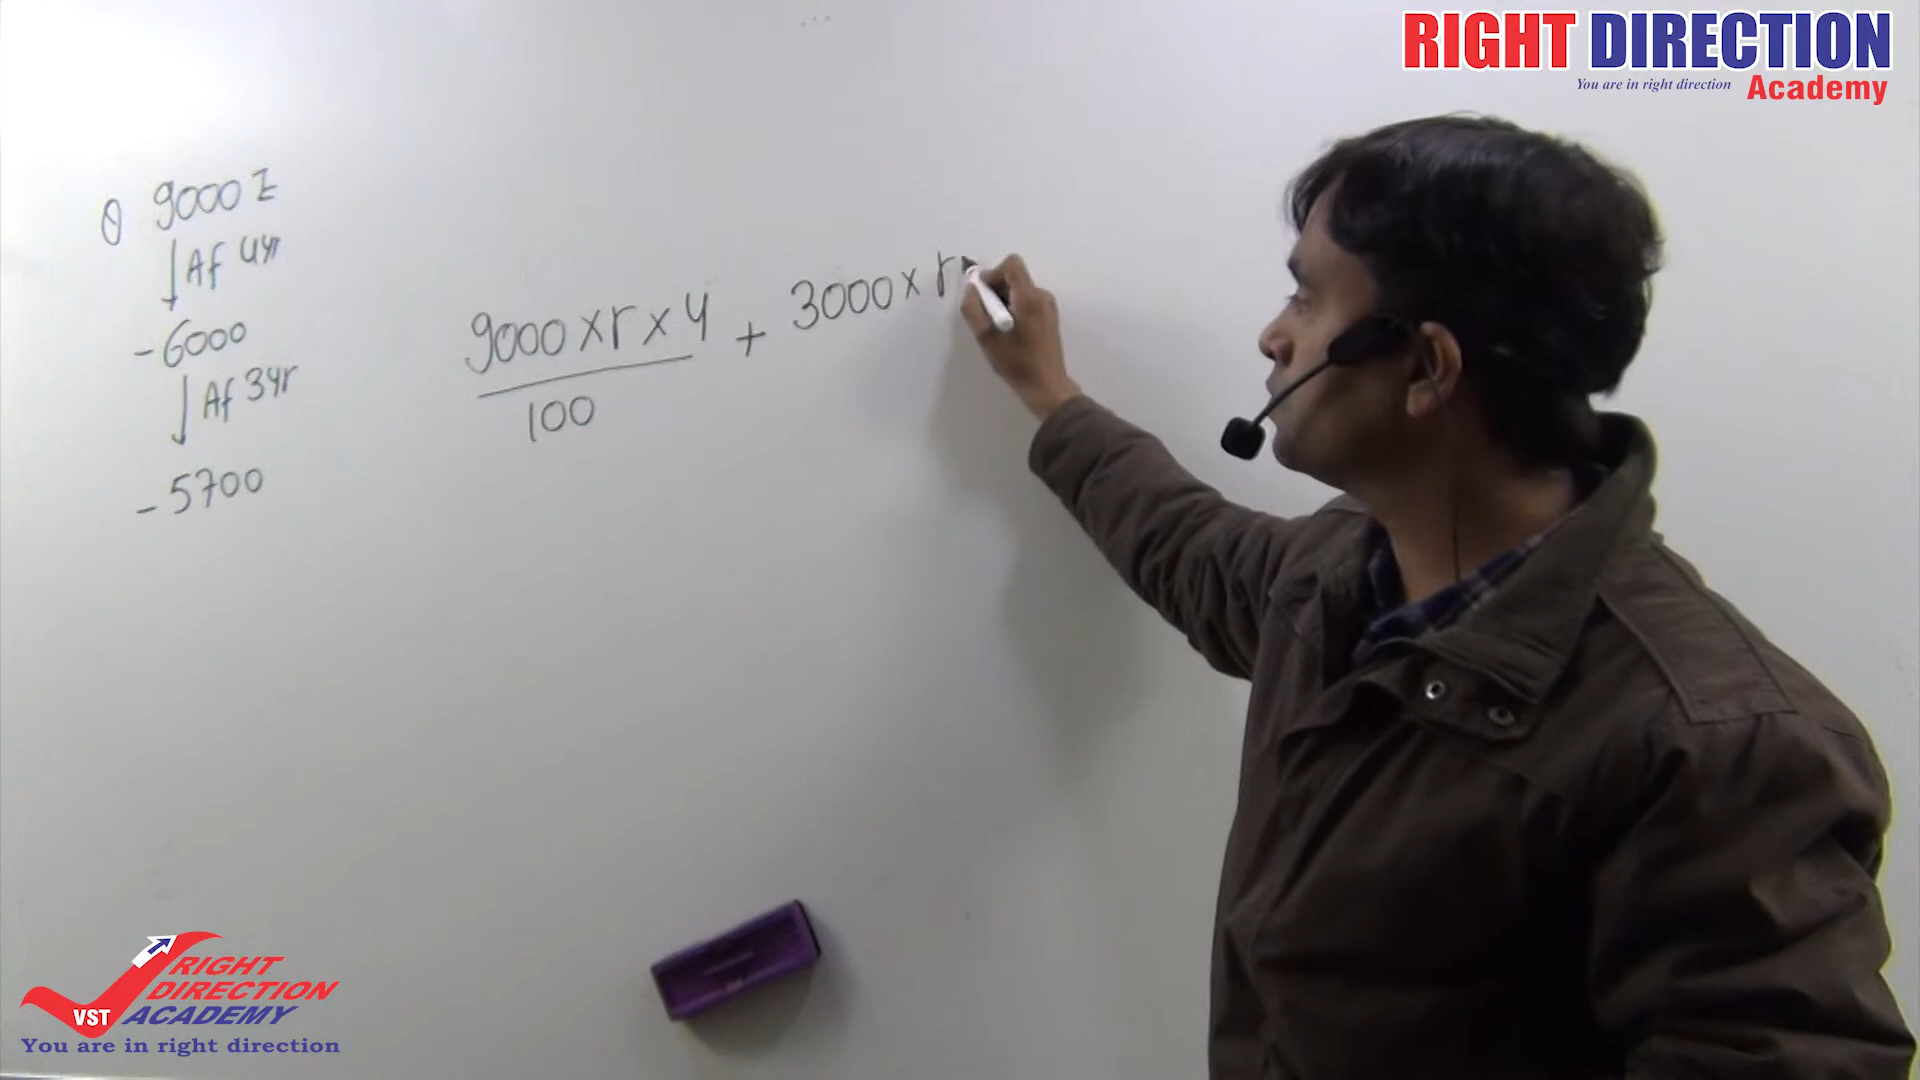 RIGHT DIRECTION
You are in right direction Academy
9000
Af 4yr
- 6000
Af 3yr
- 5700
9000 x r x 4 + 3000 x r
100
RIGHT
DIRECTION
VST ACADEMY
You are in right direction